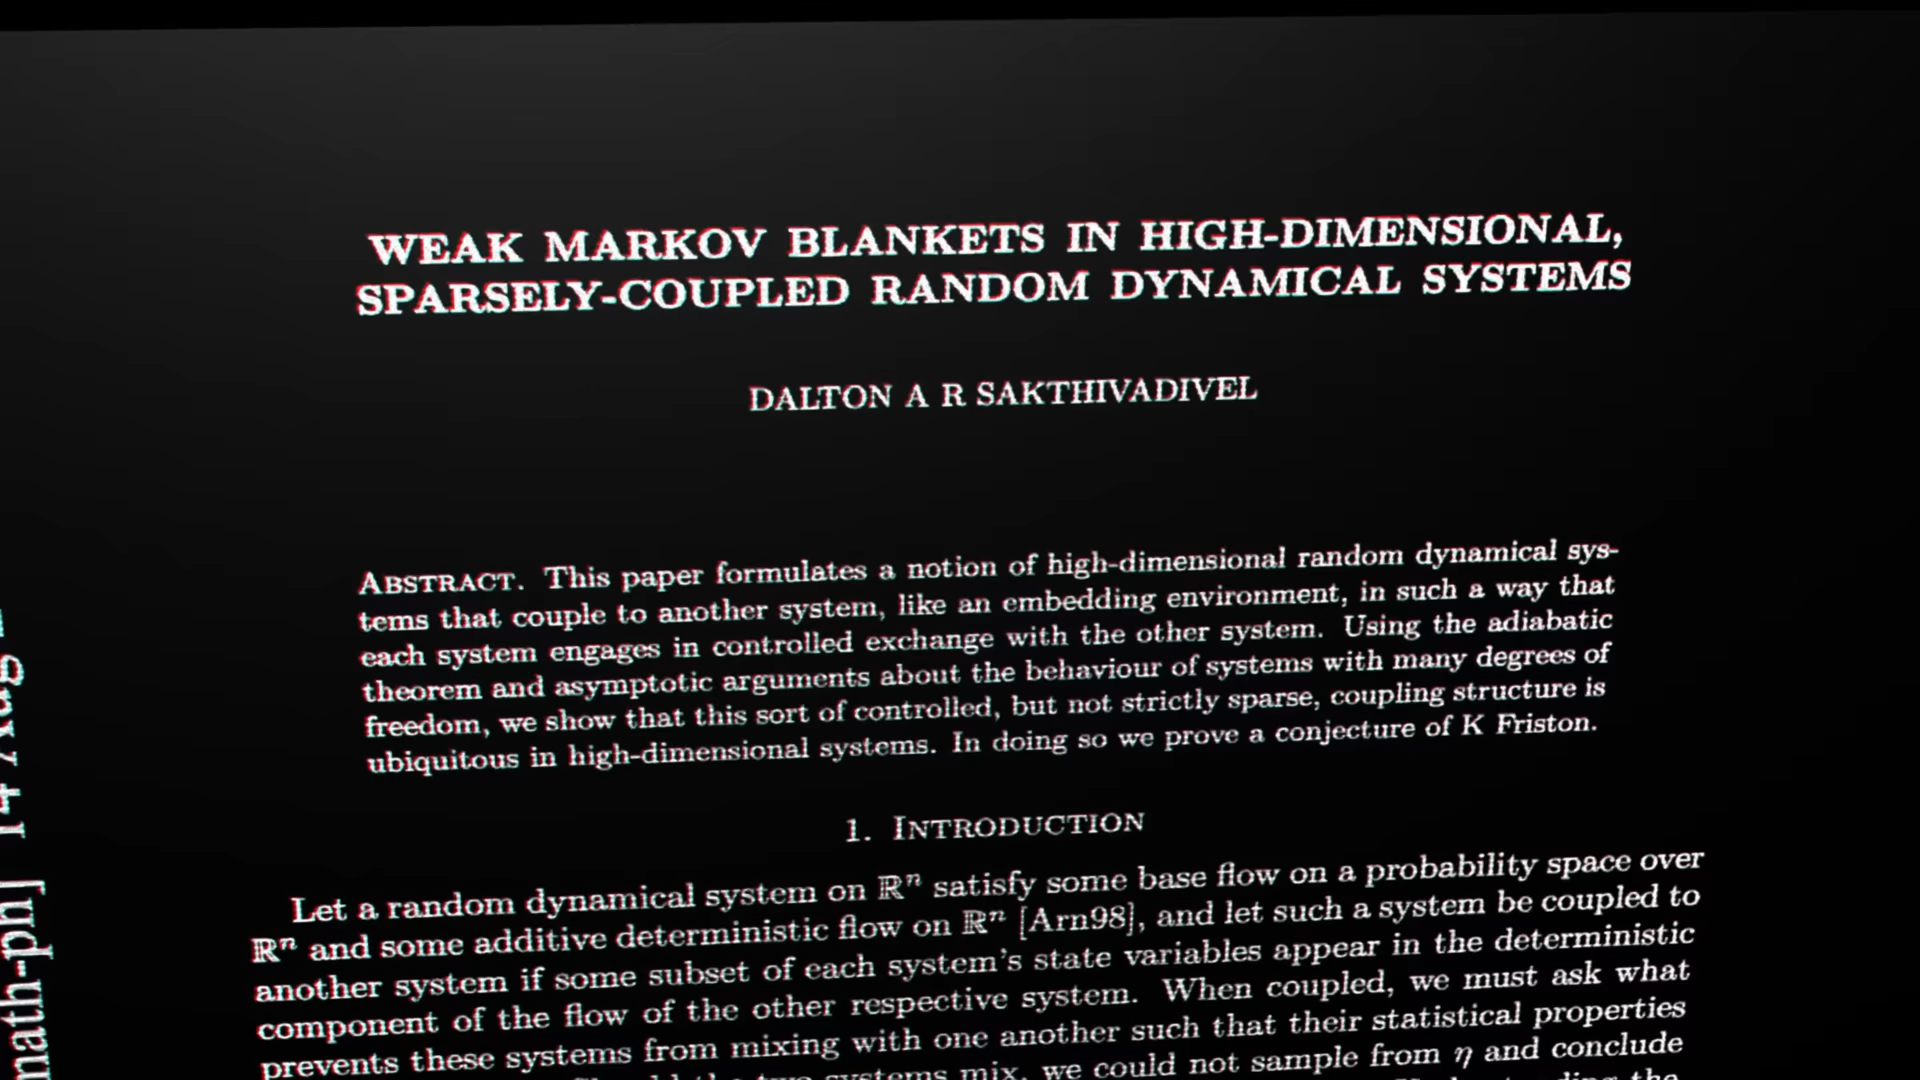 WEAK MARKOV BLANKETS IN HIGH-DIMENSIONAL,
SPARSELY-COUPLED RANDOM DYNAMICAL SYSTEMS
DALTON A R SAKTHIVADIVEL
ABSTRACT. This paper formulates a notion of high-dimensional random dynamical sys-
tems that couple to another system, like an embedding environment, in such a way that
each system engages in controlled exchange with the other system. Using the adiabatic
theorem and asymptotic arguments about the behaviour of systems with many degrees of
freedom, we show that this sort of controlled, but not strictly sparse, coupling structure is
ubiquitous in high-dimensional systems. In doing so we prove a conjecture of K Friston.
1. INTRODUCTION
Let a random dynamical system on ℝⁿ satisfy some base flow on a probability space over
ℝⁿ and some additive deterministic flow on ℝⁿ [Arn98], and let such a system be coupled to
another system if some subset of each system's state variables appear in the deterministic
component of the flow of the other respective system. When coupled, we must ask what
prevents these systems from mixing with one another such that their statistical properties
systems mix, we could not sample from η and conclude
the
math-ph] 14 Aug